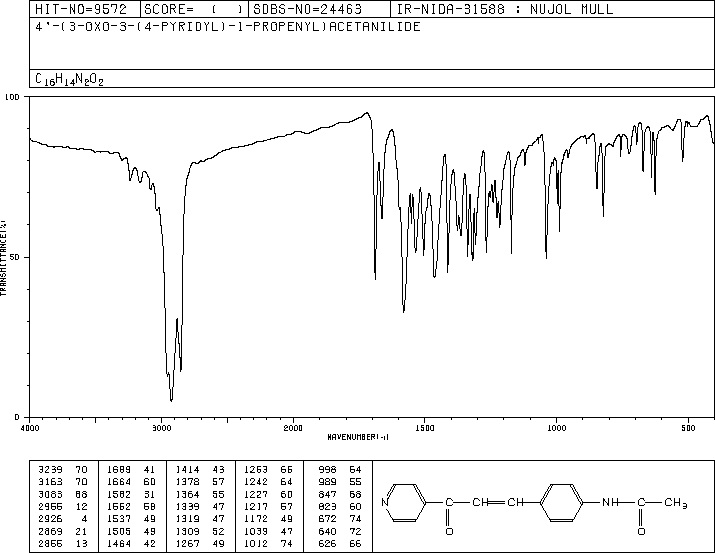 HIT-NO=9572 SCORE= ( ) SDBS-NO=24463 IR-NIDA-31588 : NUJOL MULL
4'-(3-OXO-3-(4-PYRIDYL)-1-PROPENYL)ACETANILIDE
C16H14N2O2
100
50
0
TRANSMITTANCE(%)
4000 3000 2000 1500 1000 500
WAVENUMBER(-1)
3239 70 1689 41 1414 43 1263 66 998 64
3163 70 1664 60 1378 57 1242 64 989 55
3083 68 1582 31 1364 55 1227 60 847 68
2955 12 1552 58 1339 47 1217 57 823 60
2926 4 1537 49 1319 47 1172 49 672 74
2869 21 1505 49 1309 52 1039 47 640 72
2855 13 1464 42 1267 49 1012 74 626 66
N C CH CH NH C CH3
O O